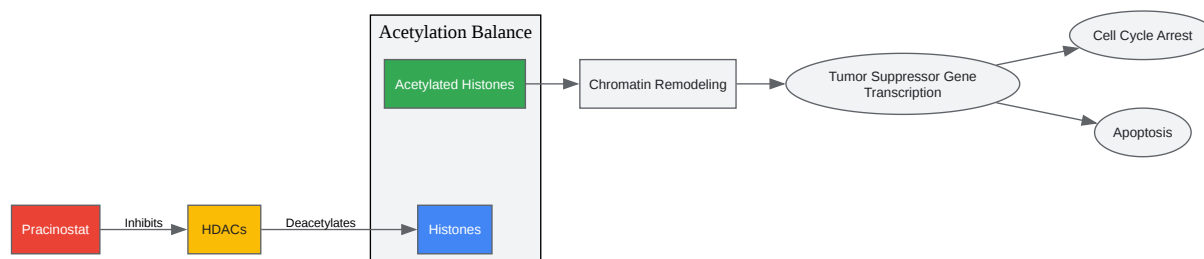 Acetylation Balance
Acetylated Histones
Chromatin Remodeling
Tumor Suppressor Gene
Transcription
Cell Cycle Arrest
Apoptosis
Pracinostat
Inhibits
HDACs
Deacetylates
Histones